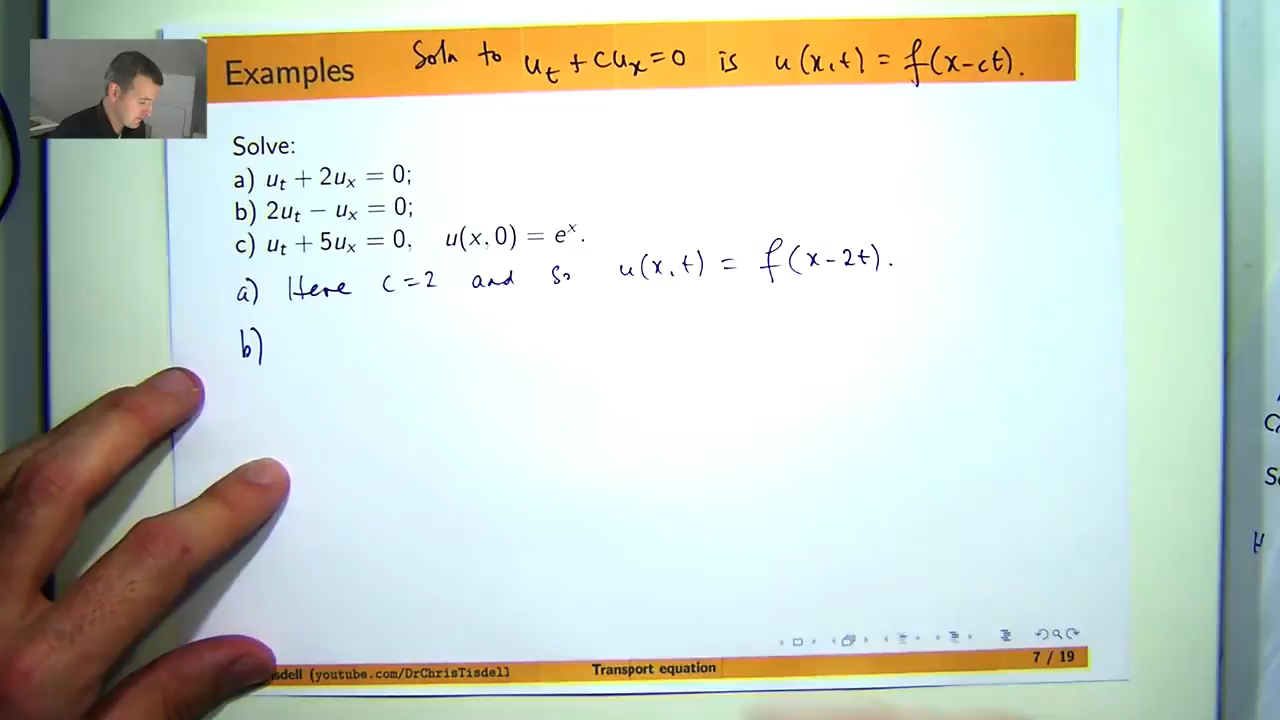 Examples Soln to u_t + cu_x = 0 is u(x,t) = f(x-ct).
Solve:
a) u_t + 2u_x = 0;
b) 2u_t − u_x = 0;
c) u_t + 5u_x = 0, u(x, 0) = e^x.
a) Here c=2 and so u(x,t) = f(x-2t).
b)
7 / 19
sdell (youtube.com/DrChrisTisdell) Transport equation